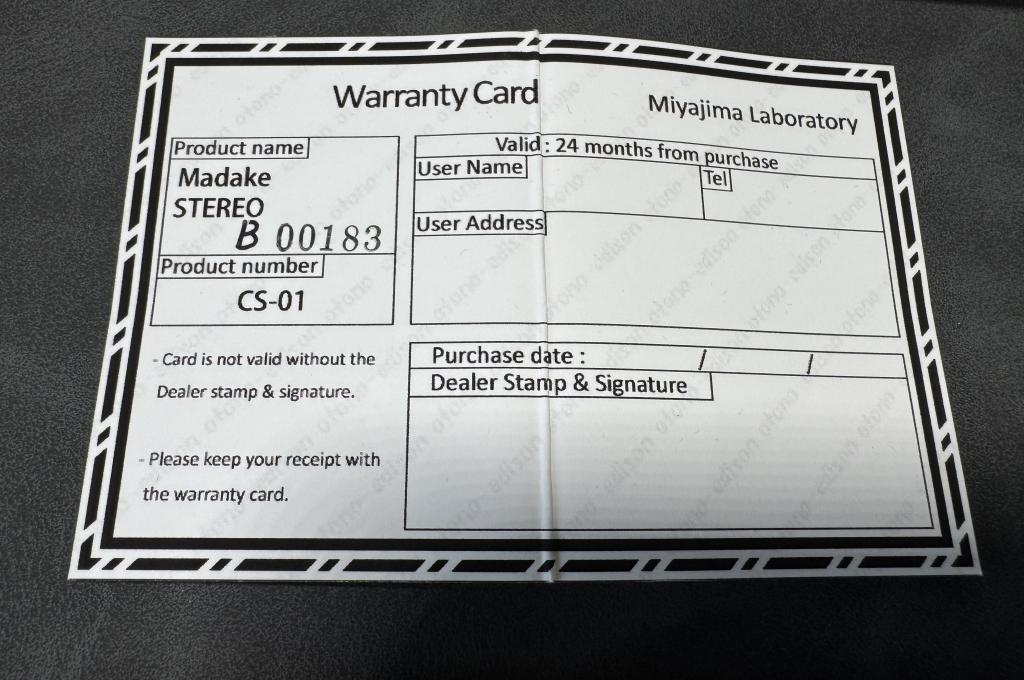 Warranty Card
Miyajima Laboratory
Product name
Madake
STEREO
B 00183
Product number
CS-01
Valid : 24 months from purchase
User Name
Tel
User Address
- Card is not valid without the
Dealer stamp & signature.
- Please keep your receipt with
the warranty card.
Purchase date : / /
Dealer Stamp & Signature
edison otono